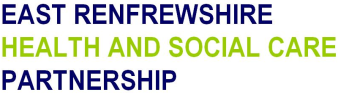 EAST RENFREWSHIRE
HEALTH AND SOCIAL CARE
PARTNERSHIP